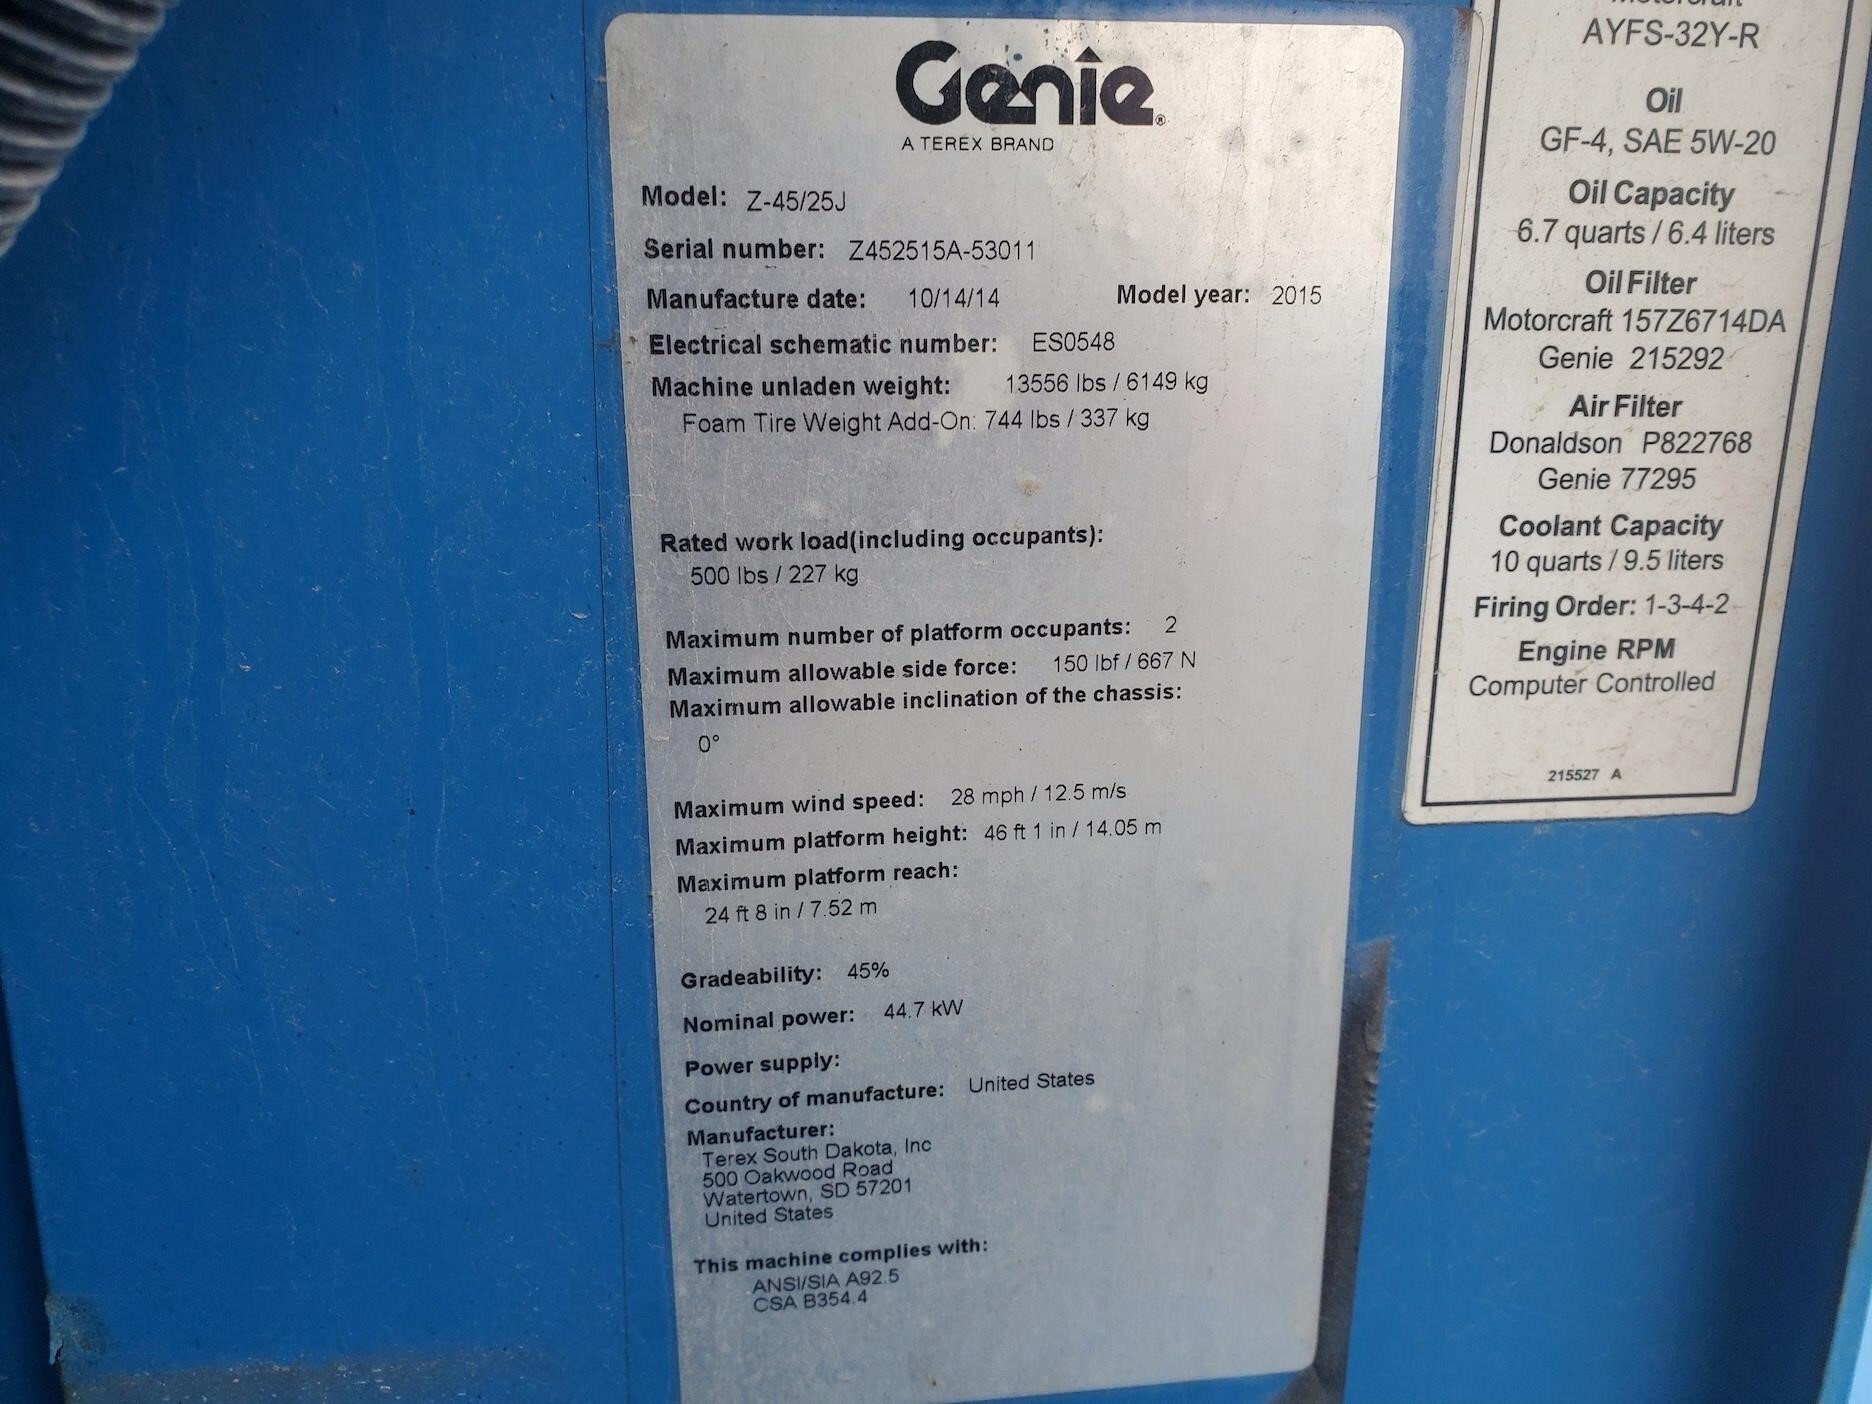 Genie®
A TEREX BRAND
Model: Z-45/25J
Serial number: Z452515A-53011
Manufacture date: 10/14/14 Model year: 2015
Electrical schematic number: ES0548
Machine unladen weight: 13556 lbs / 6149 kg
Foam Tire Weight Add-On: 744 lbs / 337 kg
Rated work load(including occupants):
500 lbs / 227 kg
Maximum number of platform occupants: 2
Maximum allowable side force: 150 lbf / 667 N
Maximum allowable inclination of the chassis:
0°
Maximum wind speed: 28 mph / 12.5 m/s
Maximum platform height: 46 ft 1 in / 14.05 m
Maximum platform reach:
24 ft 8 in / 7.52 m
Gradeability: 45%
Nominal power: 44.7 kW
Power supply:
Country of manufacture: United States
Manufacturer:
Terex South Dakota, Inc
500 Oakwood Road
Watertown, SD 57201
United States
This machine complies with:
ANSI/SIA A92.5
CSA B354.4
Motorcraft
AYFS-32Y-R
Oil
GF-4, SAE 5W-20
Oil Capacity
6.7 quarts / 6.4 liters
Oil Filter
Motorcraft 157Z6714DA
Genie 215292
Air Filter
Donaldson P822768
Genie 77295
Coolant Capacity
10 quarts / 9.5 liters
Firing Order: 1-3-4-2
Engine RPM
Computer Controlled
215527 A